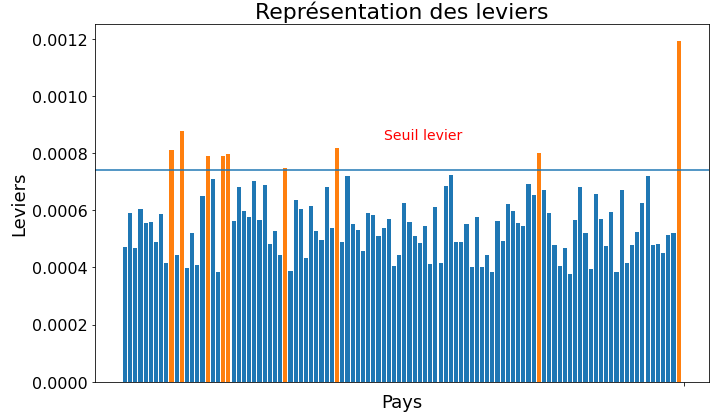 Représentation des leviers
0.0012
0.0010
0.0008
0.0006
0.0004
0.0002
0.0000
Leviers
Seuil levier
Pays